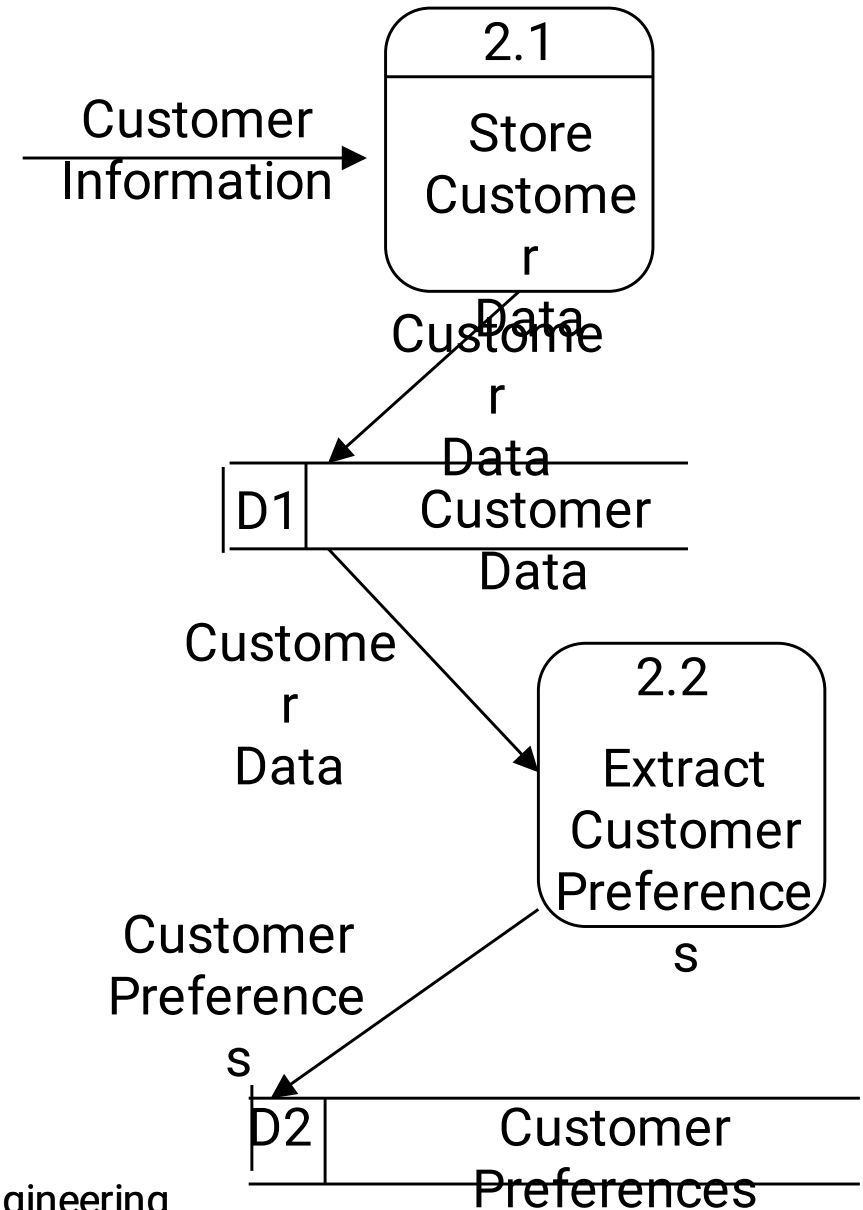 2.1
Customer
Information
Store
Custome
r
Data
Custome
r
Data
D1
Customer
Data
Custome
r
Data
2.2
Extract
Customer
Preference
s
Customer
Preference
s
D2
Customer
Preferences
gineering